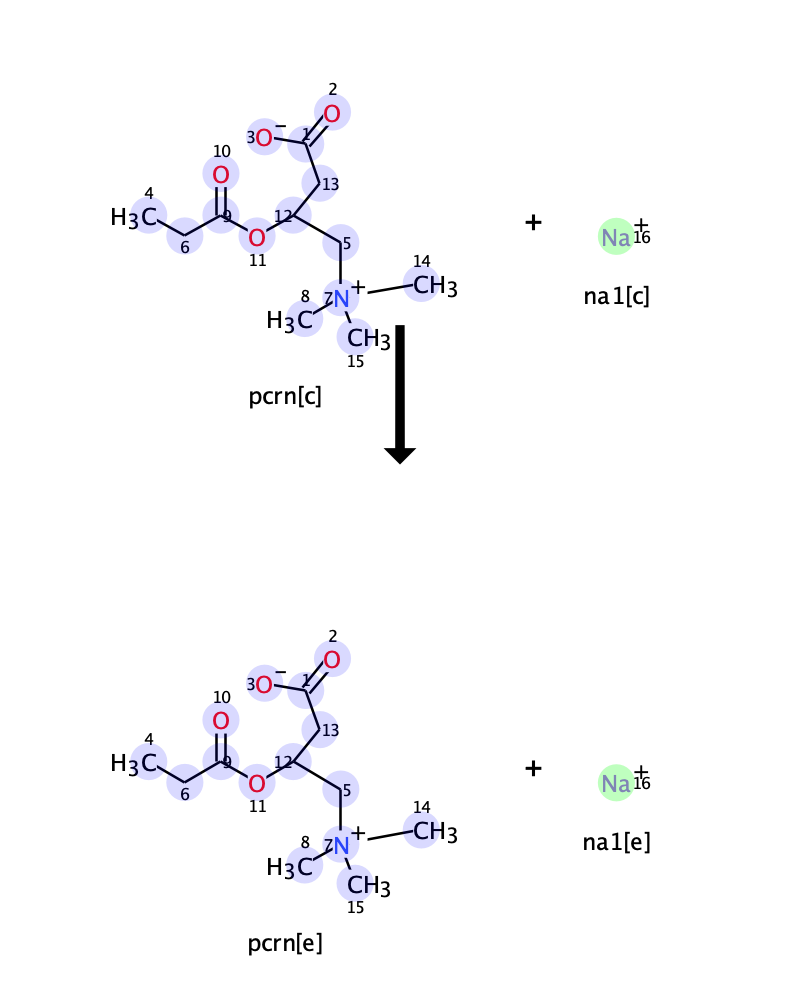 2
3 O − 1 O
10
O 13
4
H3C 9 12
6 O 5
11
14
8 7 N + CH3
H3C
CH3
15
+
Na +
16
na1[c]
pcrn[c]
2
3 O − 1 O
10
O 13
4
H3C 9 12
6 O 5
11
14
8 7 N + CH3
H3C
CH3
15
+
Na +
16
na1[e]
pcrn[e]